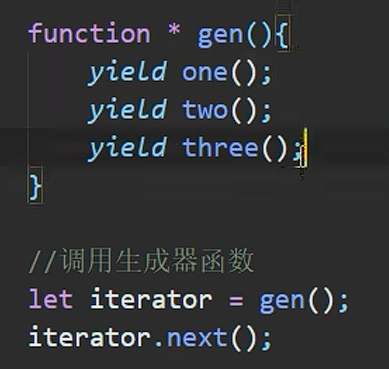 function * gen(){
yield one();
yield two();
yield three();
}
//调用生成器函数
let iterator = gen();
iterator.next();